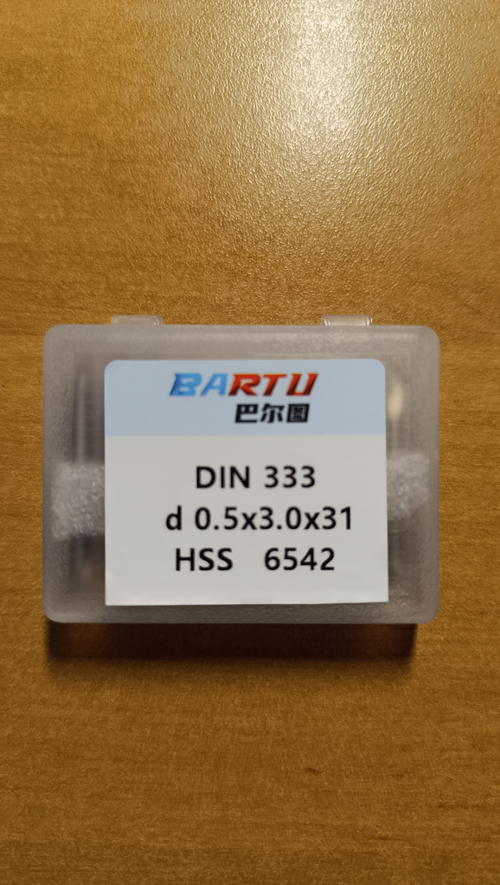 BARTU
巴尔图
DIN 333
d 0.5x3.0x31
HSS 6542